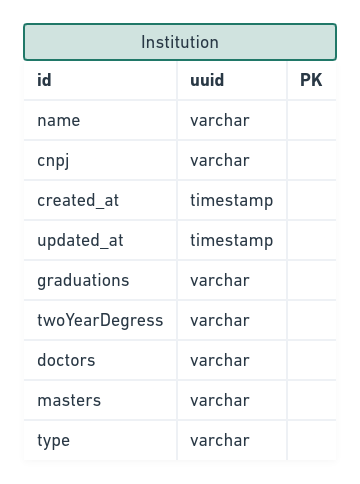 Institution
id uuid PK
name varchar
cnpj varchar
created_at timestamp
updated_at timestamp
graduations varchar
twoYearDegress varchar
doctors varchar
masters varchar
type varchar